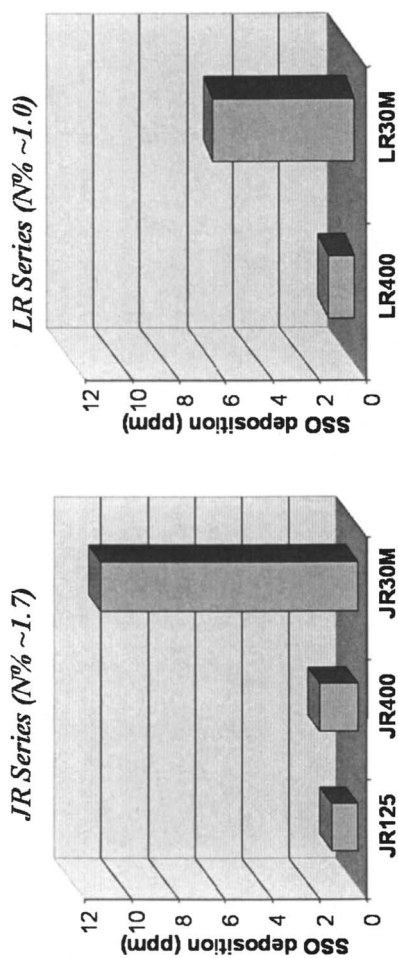 JR Series (N% ~1.7)
SSO deposition (ppm)
12
10
8
6
4
2
0
JR125 JR400 JR30M
LR Series (N% ~1.0)
SSO deposition (ppm)
12
10
8
6
4
2
0
LR400 LR30M